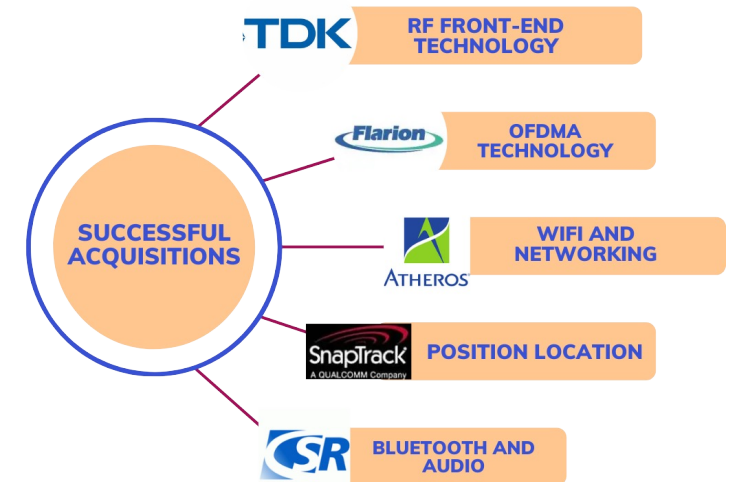 TDK
RF FRONT-END
TECHNOLOGY
Flarion
OFDMA
TECHNOLOGY
SUCCESSFUL
ACQUISITIONS
WIFI AND
NETWORKING
ATHEROS
SnapTrack
A QUALCOMM Company
POSITION LOCATION
CSR
BLUETOOTH AND
AUDIO